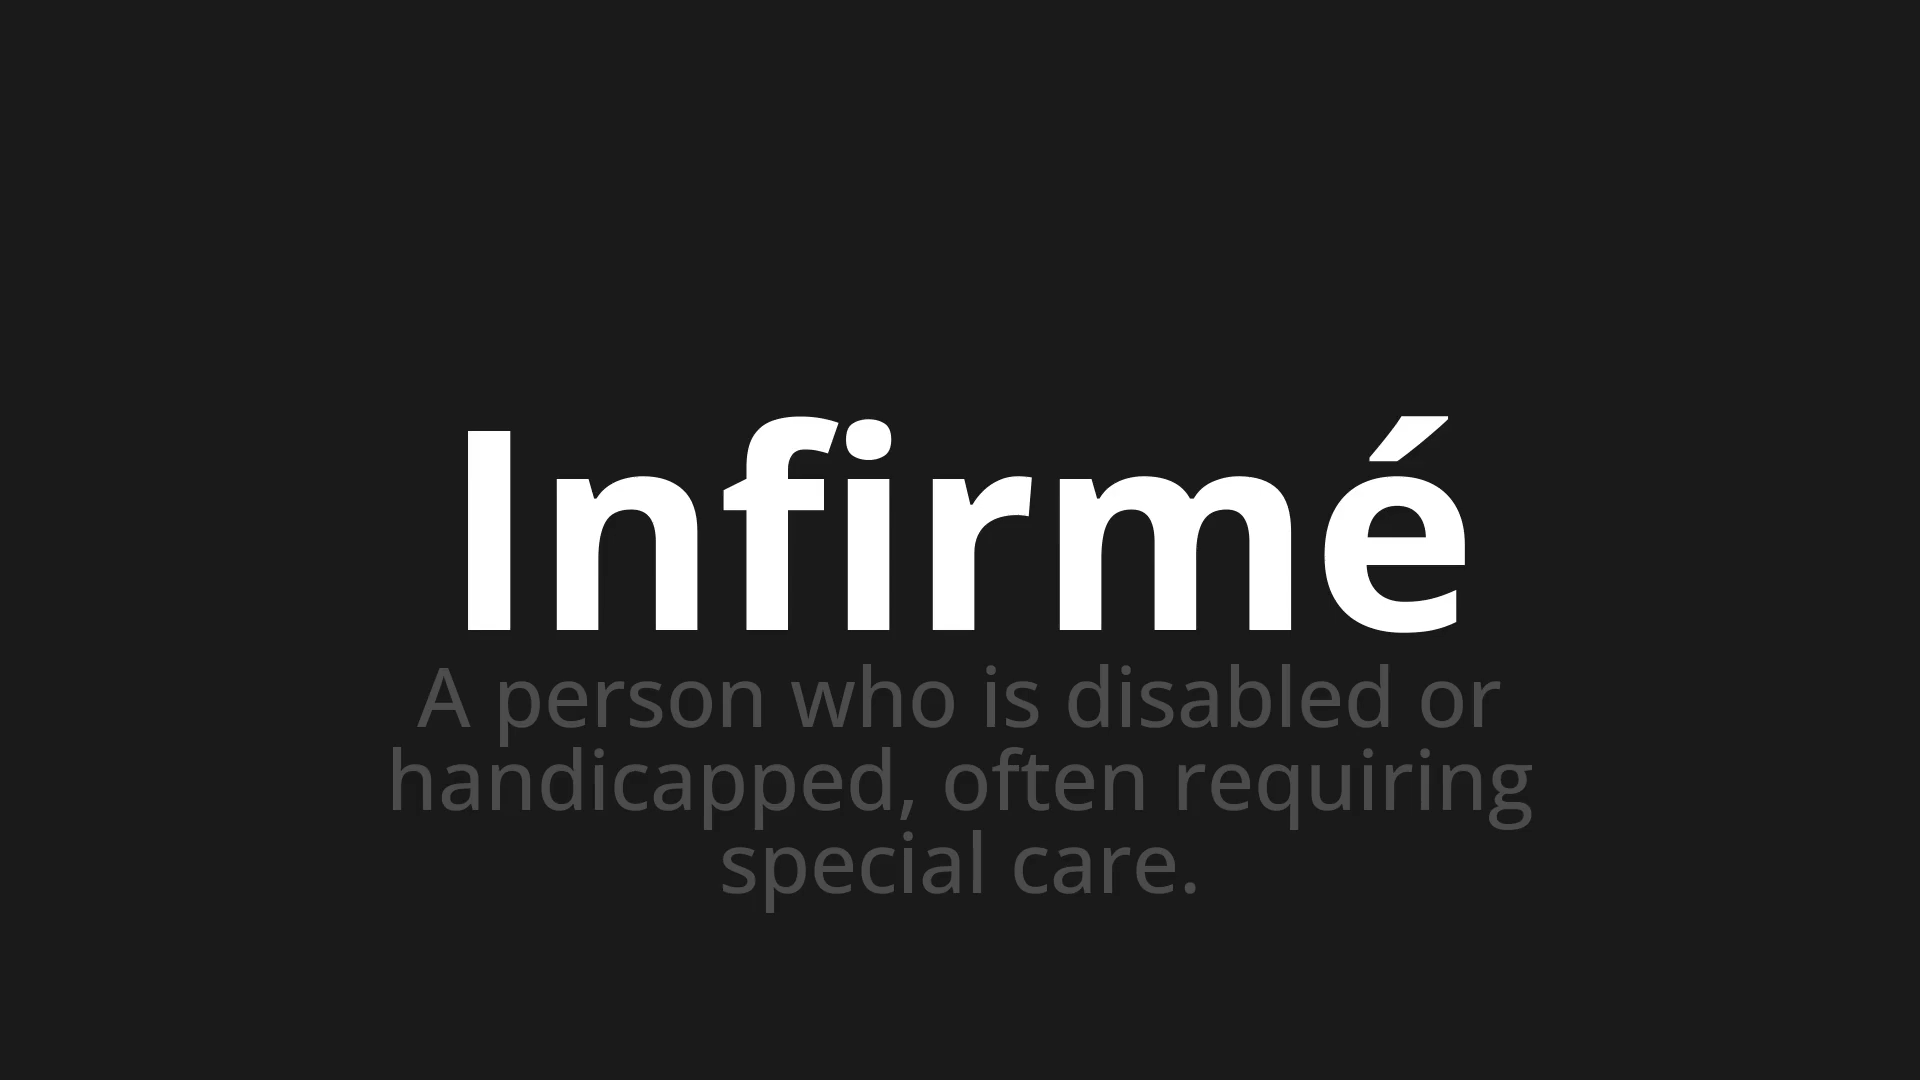 Infirmé
A person who is disabled or
handicapped, often requiring
special care.